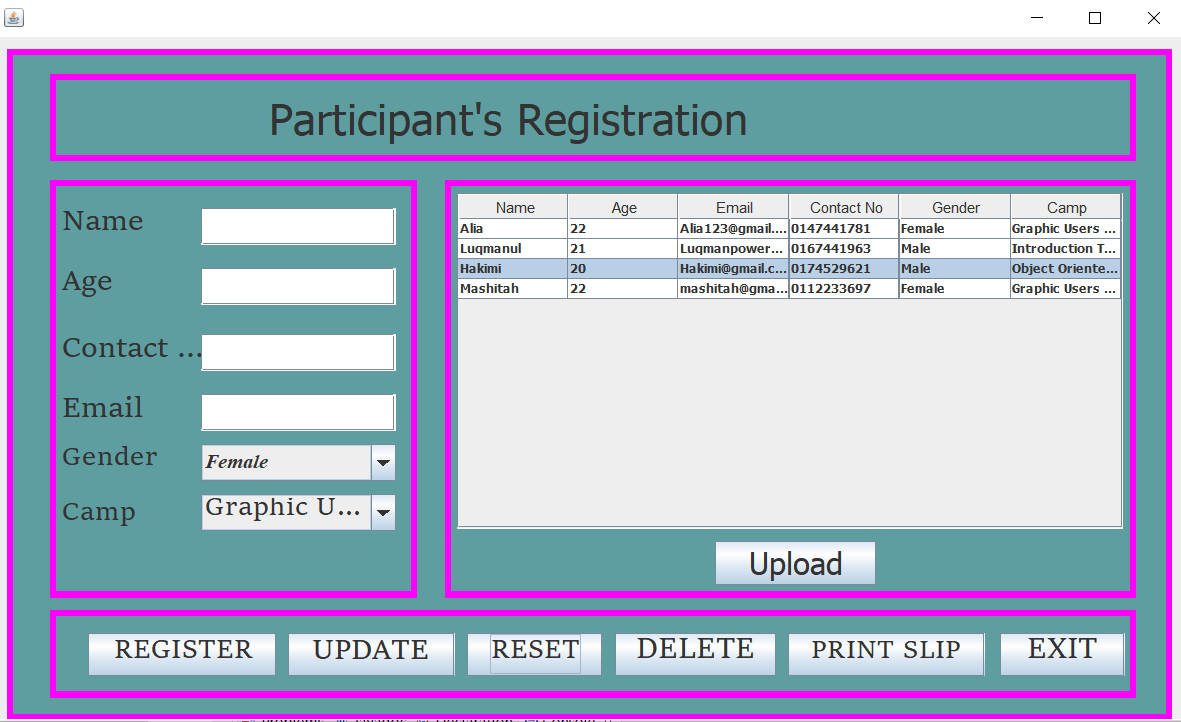 Participant's Registration
Name
Age
Contact ...
Email
Gender
Female
Camp
Graphic U...
Name Age Email Contact No Gender Camp
Alia 22 Alia123@gmail.... 0147441781 Female Graphic Users ...
Luqmanul 21 Luqmanpower... 0167441963 Male Introduction T...
Hakimi 20 Hakimi@gmail.c... 0174529621 Male Object Oriente...
Mashitah 22 mashitah@gma... 0112233697 Female Graphic Users ...
Upload
REGISTER UPDATE RESET DELETE PRINT SLIP EXIT